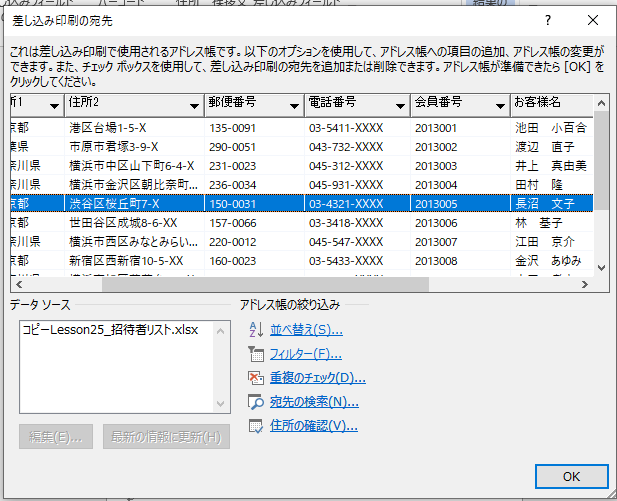 差し込み印刷の宛先
これは差し込み印刷で使用されるアドレス帳です。以下のオプションを使用して、アドレス帳への項目の追加、アドレス帳の変更が
できます。また、チェック ボックスを使用して、差し込み印刷の宛先を追加または削除できます。アドレス帳が準備できたら [OK] を
クリックしてください。
所1 住所2 郵便番号 電話番号 会員番号 お客様名
京都 港区台場1-5-X 135-0091 03-5411-XXXX 2013001 池田 小百合
葉県 市原市君塚3-9-X 290-0051 043-732-XXXX 2013002 渡辺 直子
奈川県 横浜市中区山下町6-4-X 231-0023 045-312-XXXX 2013003 井上 真由美
奈川県 横浜市金沢区朝比奈町... 236-0034 045-931-XXXX 2013004 田村 隆
京都 渋谷区桜丘町7-X 150-0031 03-4321-XXXX 2013005 長沼 文子
京都 世田谷区成城8-6-XX 157-0066 03-3418-XXXX 2013006 林 基子
奈川県 横浜市西区みなとみらい... 220-0012 045-547-XXXX 2013007 江田 京介
京都 新宿区西新宿10-5-XX 160-0023 03-5433-XXXX 2013008 金沢 あゆみ
データ ソース
コピーLesson25_招待者リスト.xlsx
編集(E)...
最新の情報に更新(H)
アドレス帳の絞り込み
並べ替え(S)...
フィルター(F)...
重複のチェック(D)...
宛先の検索(N)...
住所の確認(V)...
OK